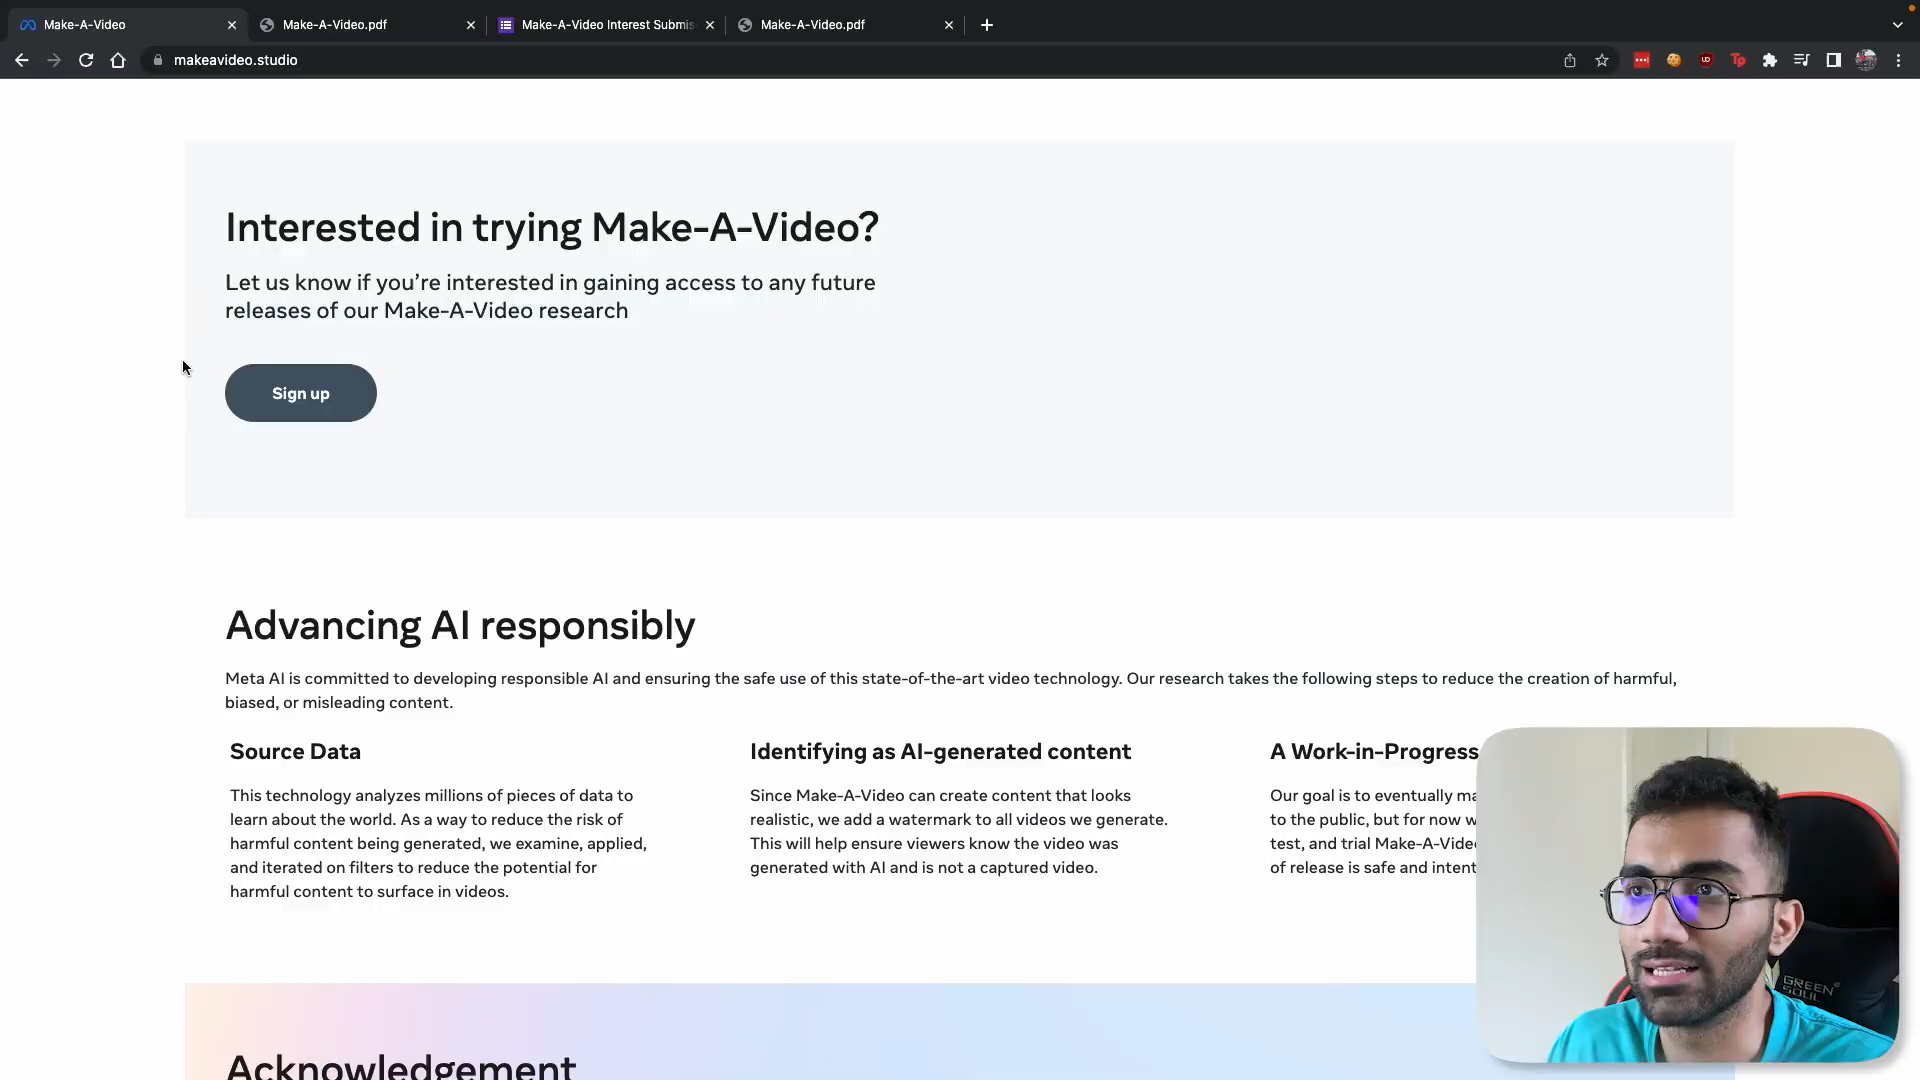 Make-A-Video
Make-A-Video.pdf
Make-A-Video Interest Submis
Make-A-Video.pdf
makeavideo.studio
Interested in trying Make-A-Video?
Let us know if you’re interested in gaining access to any future
releases of our Make-A-Video research
Sign up
Advancing AI responsibly
Meta AI is committed to developing responsible AI and ensuring the safe use of this state-of-the-art video technology. Our research takes the following steps to reduce the creation of harmful,
biased, or misleading content.
Source Data
This technology analyzes millions of pieces of data to
learn about the world. As a way to reduce the risk of
harmful content being generated, we examine, applied,
and iterated on filters to reduce the potential for
harmful content to surface in videos.
Identifying as AI-generated content
Since Make-A-Video can create content that looks
realistic, we add a watermark to all videos we generate.
This will help ensure viewers know the video was
generated with AI and is not a captured video.
A Work-in-Progress
Our goal is to eventually ma
to the public, but for now w
test, and trial Make-A-Vide
of release is safe and intent
GREEN
SOUL
Acknowledgement